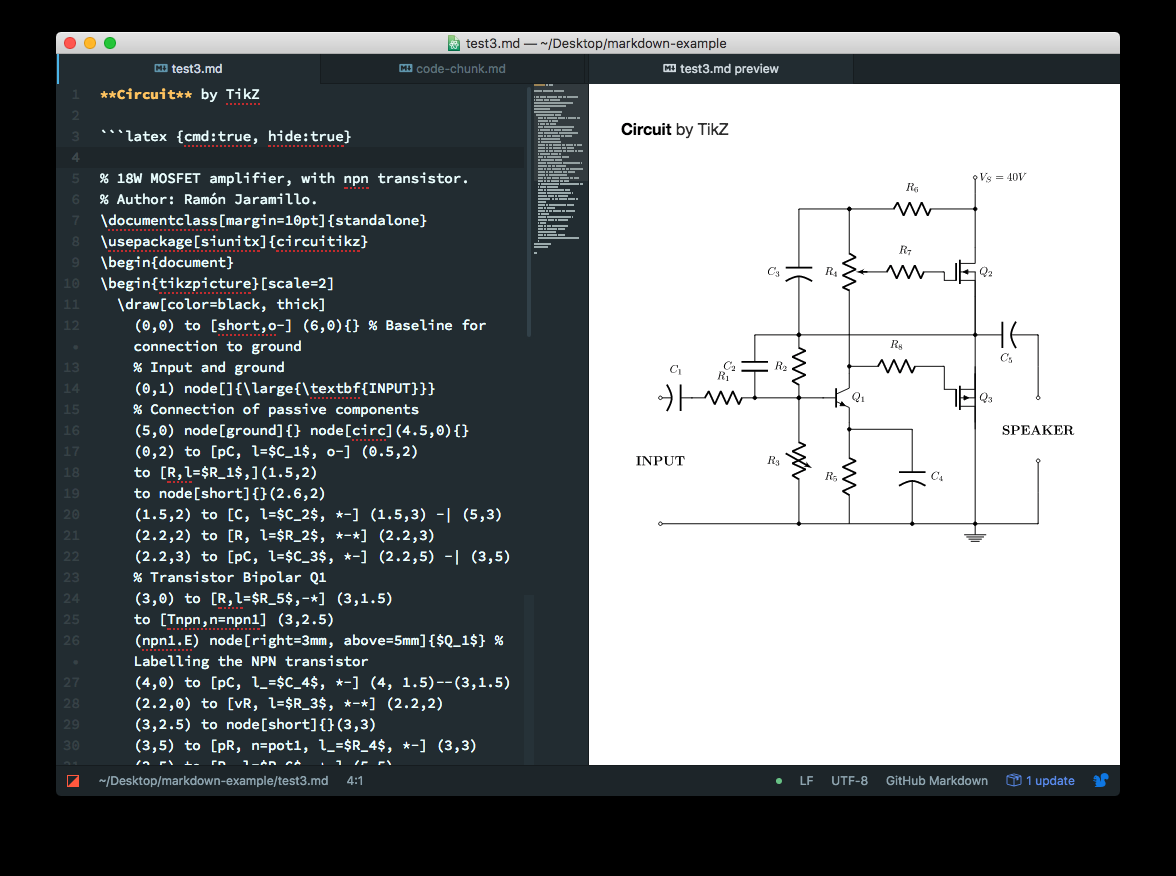 test3.md — ~/Desktop/markdown-example
test3.md
code-chunk.md
test3.md preview
1 **Circuit** by TikZ
2
3 ```latex {cmd:true, hide:true}
4
5 % 18W MOSFET amplifier, with npn transistor.
6 % Author: Ramón Jaramillo.
7 \documentclass[margin=10pt]{standalone}
8 \usepackage[siunitx]{circuitikz}
9 \begin{document}
10 \begin{tikzpicture}[scale=2]
11 \draw[color=black, thick]
12 (0,0) to [short,o-] (6,0){} % Baseline for
• connection to ground
13 % Input and ground
14 (0,1) node[]{\large{\textbf{INPUT}}}
15 % Connection of passive components
16 (5,0) node[ground]{} node[circ](4.5,0){}
17 (0,2) to [pC, l=$C_1$, o-] (0.5,2)
18 to [R,l=$R_1$,](1.5,2)
19 to node[short]{}(2.6,2)
20 (1.5,2) to [C, l=$C_2$, *-] (1.5,3) -| (5,3)
21 (2.2,2) to [R, l=$R_2$, *-*] (2.2,3)
22 (2.2,3) to [pC, l=$C_3$, *-] (2.2,5) -| (3,5)
23 % Transistor Bipolar Q1
24 (3,0) to [R,l=$R_5$,-*] (3,1.5)
25 to [Tnpn,n=npn1] (3,2.5)
26 (npn1.E) node[right=3mm, above=5mm]{$Q_1$} %
• Labelling the NPN transistor
27 (4,0) to [pC, l_=$C_4$, *-] (4, 1.5)--(3,1.5)
28 (2.2,0) to [vR, l=$R_3$, *-*] (2.2,2)
29 (3,2.5) to node[short]{}(3,3)
30 (3,5) to [pR, n=pot1, l_=$R_4$, *-] (3,3)
Circuit by TikZ
V_S = 40V
R_6
R_7
C_3
R_4
Q_2
R_8
C_5
C_2
R_2
C_1
R_1
Q_1
Q_3
SPEAKER
INPUT
R_3
R_5
C_4
~/Desktop/markdown-example/test3.md 4:1
LF UTF-8 GitHub Markdown 1 update